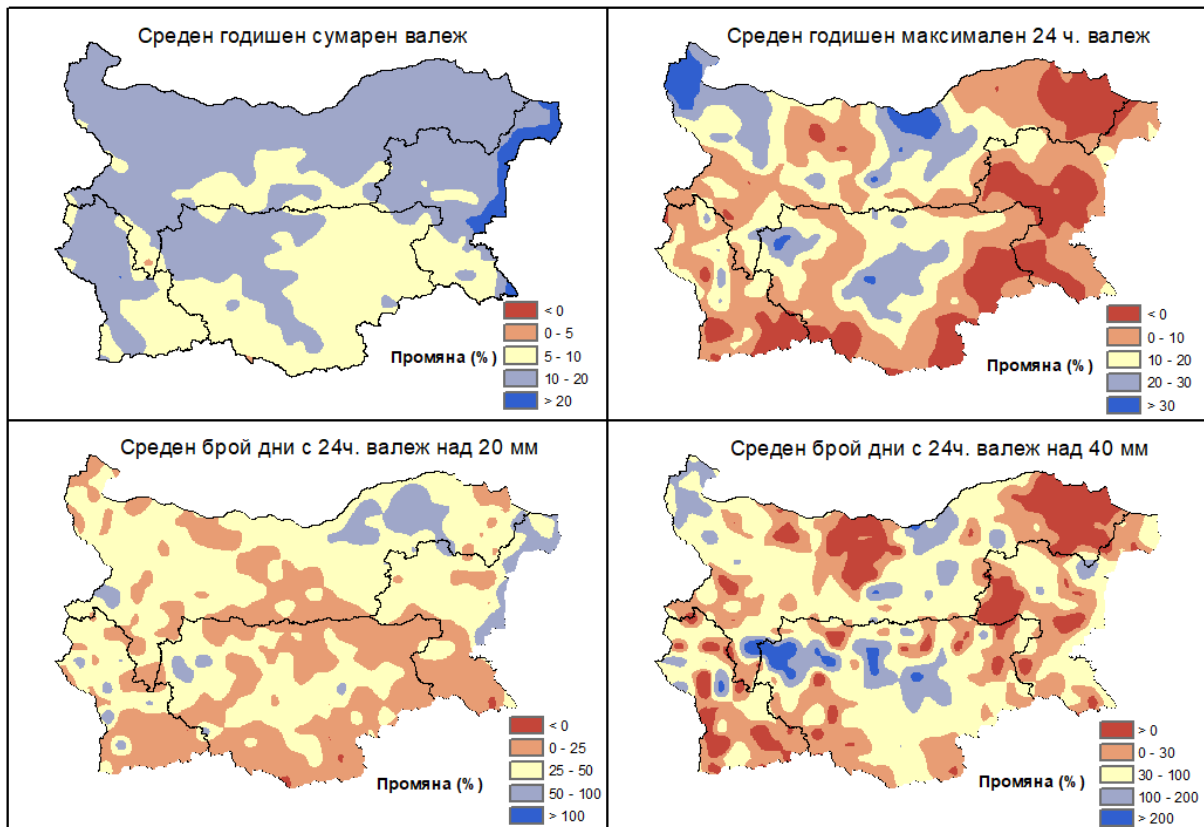 Среден годишен сумарен валеж
< 0
0 - 5
5 - 10
10 - 20
> 20
Промяна (%)
Среден годишен максимален 24 ч. валеж
< 0
0 - 10
10 - 20
20 - 30
> 30
Промяна (%)
Среден брой дни с 24ч. валеж над 20 мм
< 0
0 - 25
25 - 50
50 - 100
> 100
Промяна (%)
Среден брой дни с 24ч. валеж над 40 мм
> 0
0 - 30
30 - 100
100 - 200
> 200
Промяна (%)